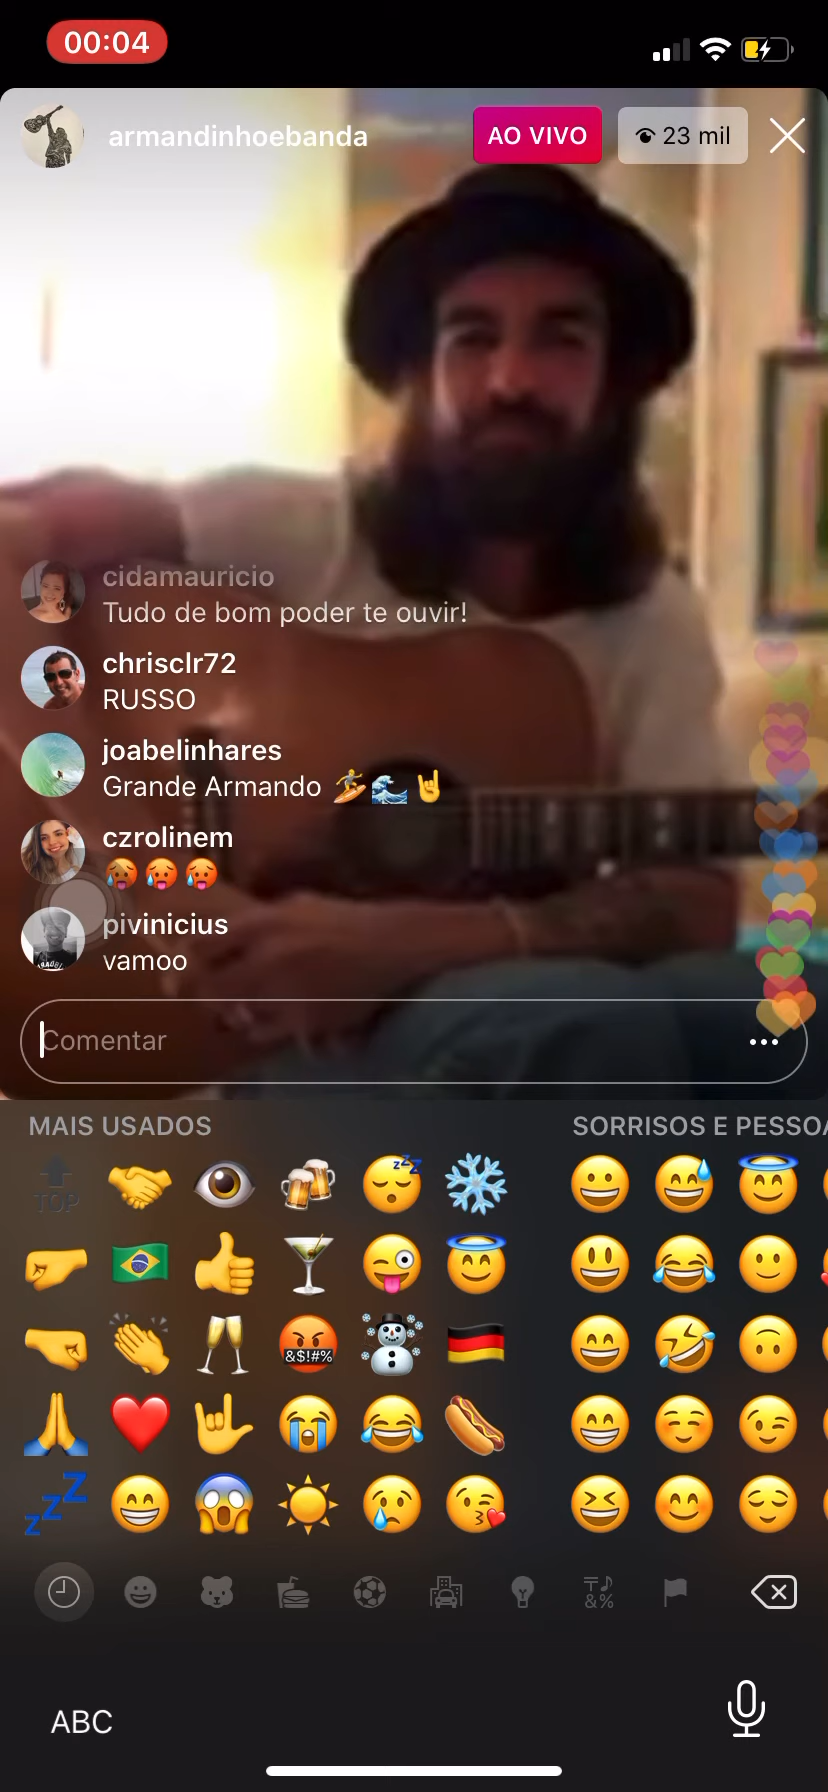 00:04
armandinhoebanda
AO VIVO
23 mil
cidamauricio
Tudo de bom poder te ouvir!
chrisclr72
RUSSO
joabelinhares
Grande Armando
czrolinem
pivinicius
vamoo
Comentar
MAIS USADOS
SORRISOS E PESSOA
TOP
&$!#%
ABC